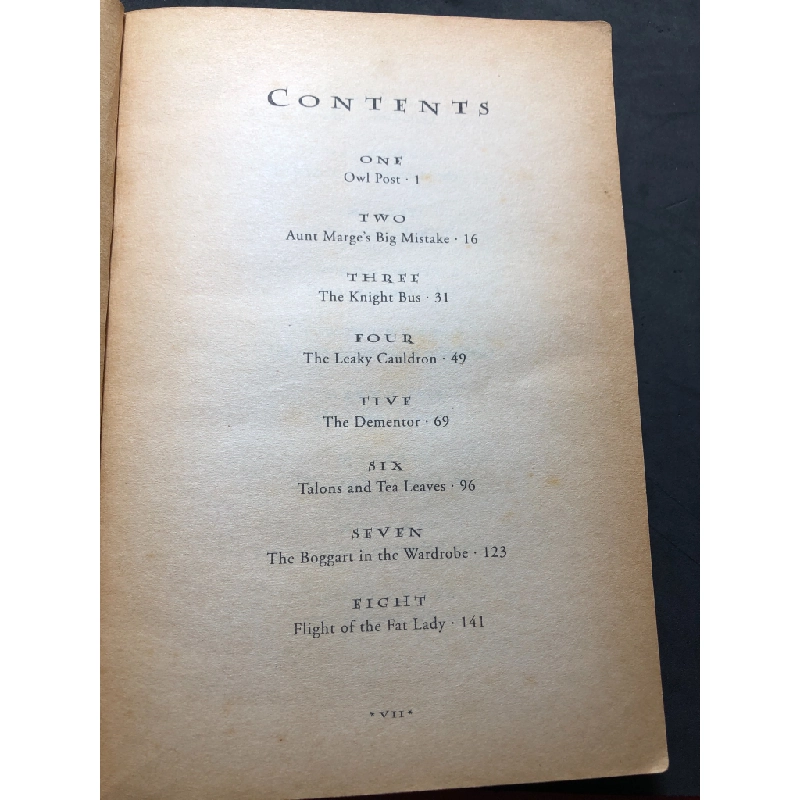 CONTENTS
ONE
Owl Post · 1
TWO
Aunt Marge's Big Mistake · 16
THREE
The Knight Bus · 31
FOUR
The Leaky Cauldron · 49
FIVE
The Dementor · 69
SIX
Talons and Tea Leaves · 96
SEVEN
The Boggart in the Wardrobe · 123
EIGHT
Flight of the Fat Lady · 141
* VII *